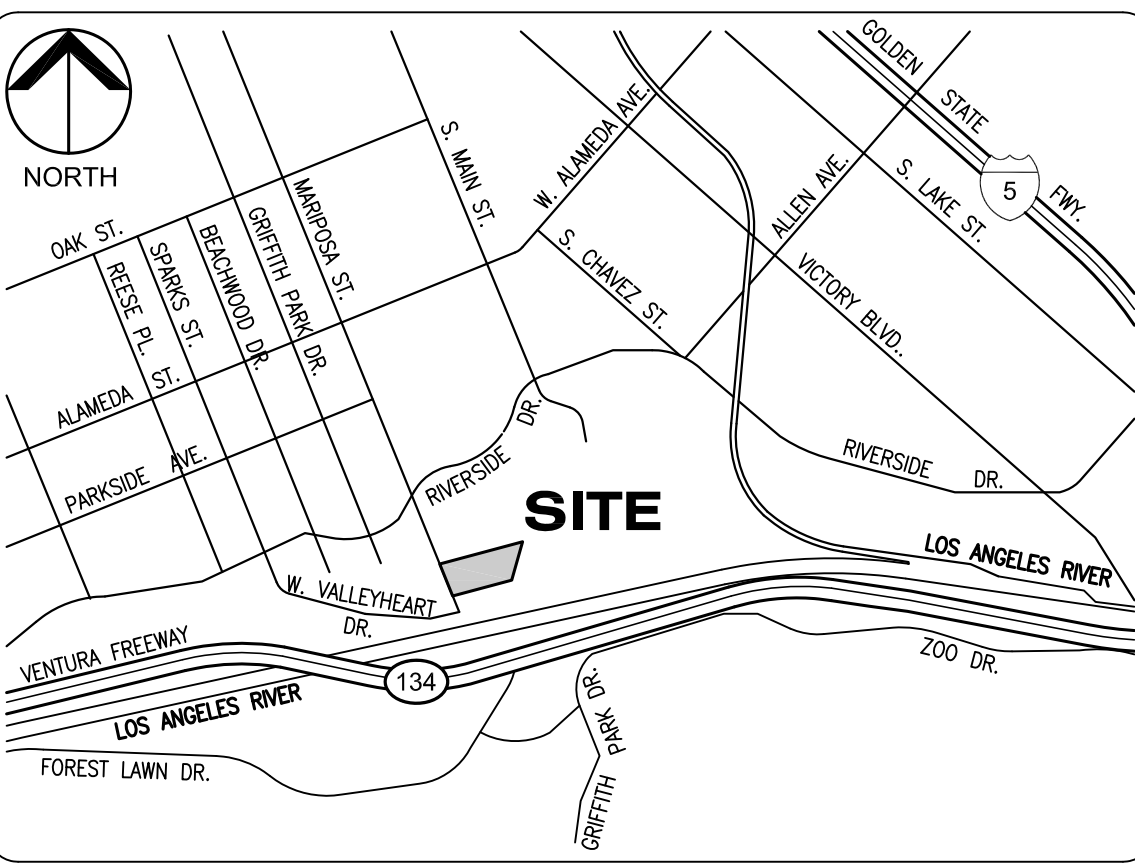 NORTH
GOLDEN STATE FWY.
5
S. MAIN ST.
W. ALAMEDA AVE.
ALLEN AVE.
S. LAKE ST.
OAK ST.
REESE PL.
SPARKS ST.
BEACHWOOD DR.
GRIFFITH PARK DR.
MARIPOSA ST.
S. CHAVEZ ST.
VICTORY BLVD..
ALAMEDA ST.
PARKSIDE AVE.
RIVERSIDE DR.
RIVERSIDE DR.
SITE
LOS ANGELES RIVER
W. VALLEYHEART
DR.
VENTURA FREEWAY
134
ZOO DR.
LOS ANGELES RIVER
FOREST LAWN DR.
GRIFFITH PARK DR.